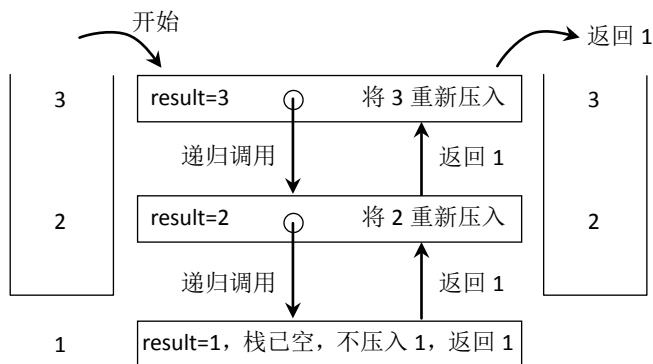 开始
返回 1
3
result=3 将 3 重新压入
3
递归调用 返回 1
2
result=2 将 2 重新压入
2
递归调用 返回 1
1
result=1，栈已空，不压入 1，返回 1